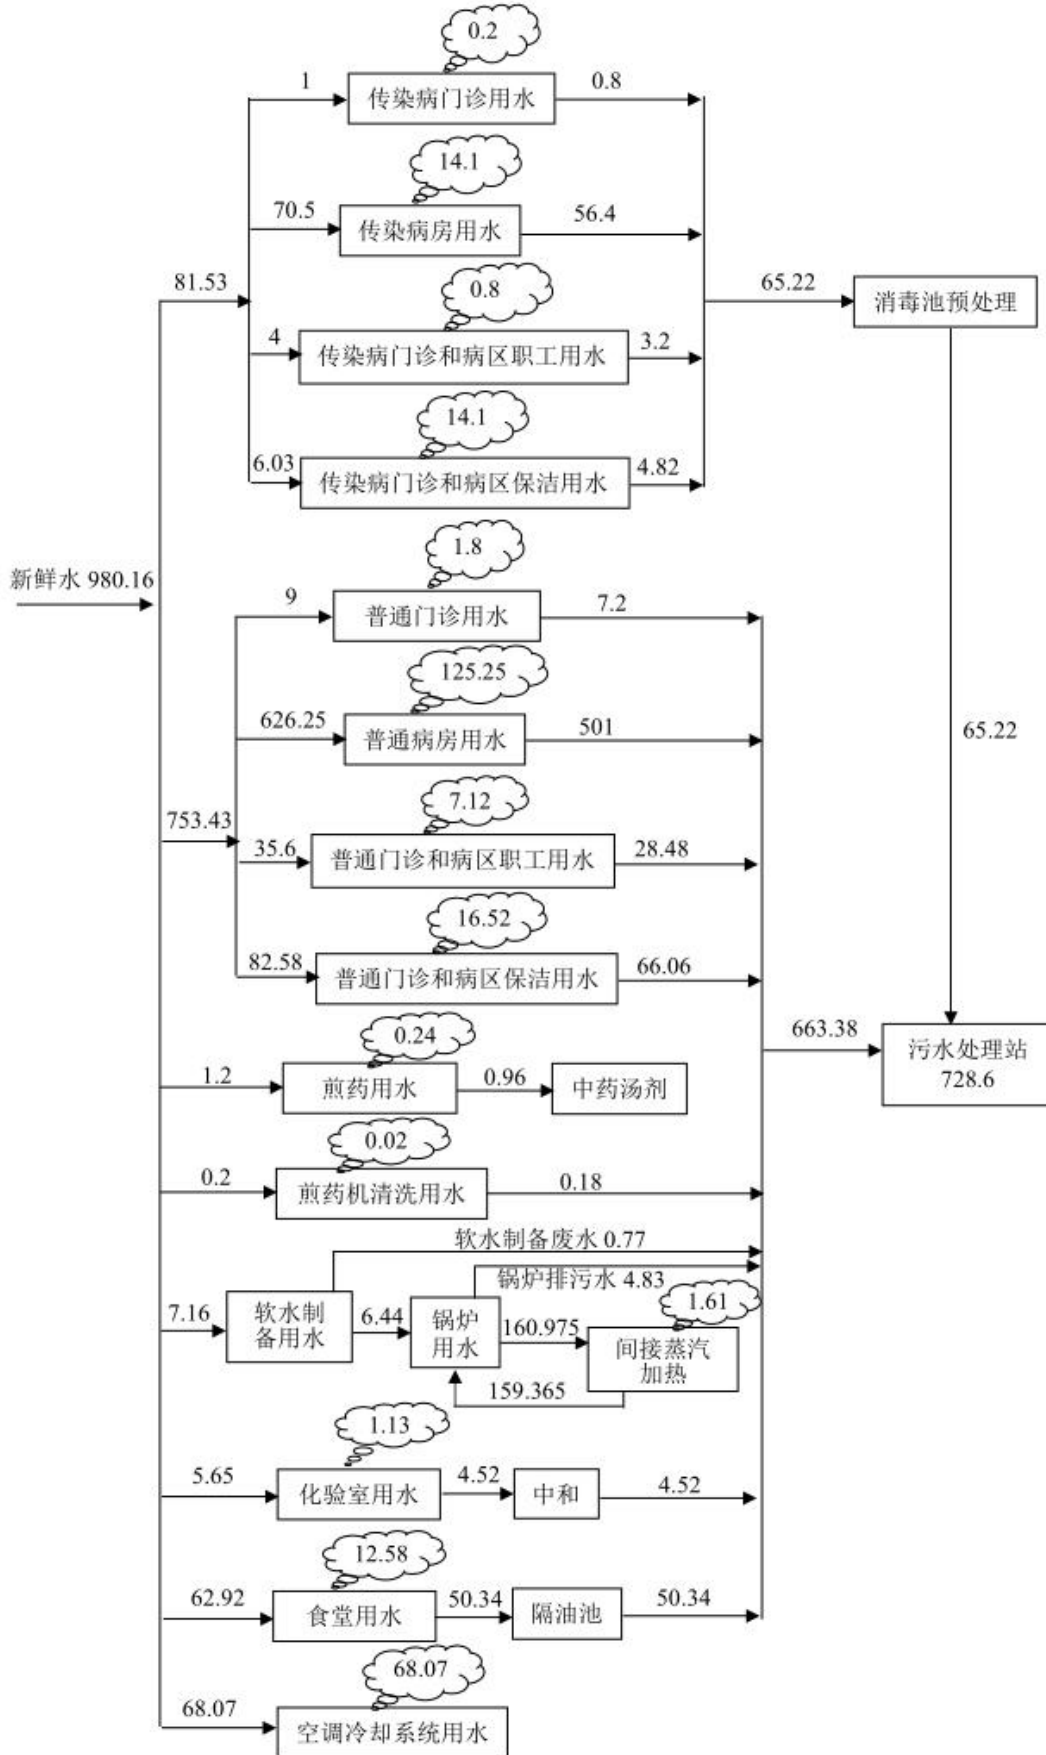 0.2
1
传染病门诊用水
0.8
14.1
70.5
传染病房用水
56.4
81.53
0.8
65.22
消毒池预处理
4
传染病门诊和病区职工用水
3.2
14.1
6.03
传染病门诊和病区保洁用水
4.82
新鲜水 980.16
1.8
9
普通门诊用水
7.2
125.25
626.25
普通病房用水
501
65.22
7.12
753.43
35.6
普通门诊和病区职工用水
28.48
16.52
82.58
普通门诊和病区保洁用水
66.06
0.24
663.38
污水处理站
728.6
1.2
煎药用水
0.96
中药汤剂
0.02
0.2
煎药机清洗用水
0.18
软水制备废水 0.77
锅炉排污水 4.83
1.61
7.16
软水制
备用水
6.44
锅炉
用水
160.975
间接蒸汽
加热
159.365
1.13
5.65
化验室用水
4.52
中和
4.52
12.58
62.92
食堂用水
50.34
隔油池
50.34
68.07
68.07
空调冷却系统用水